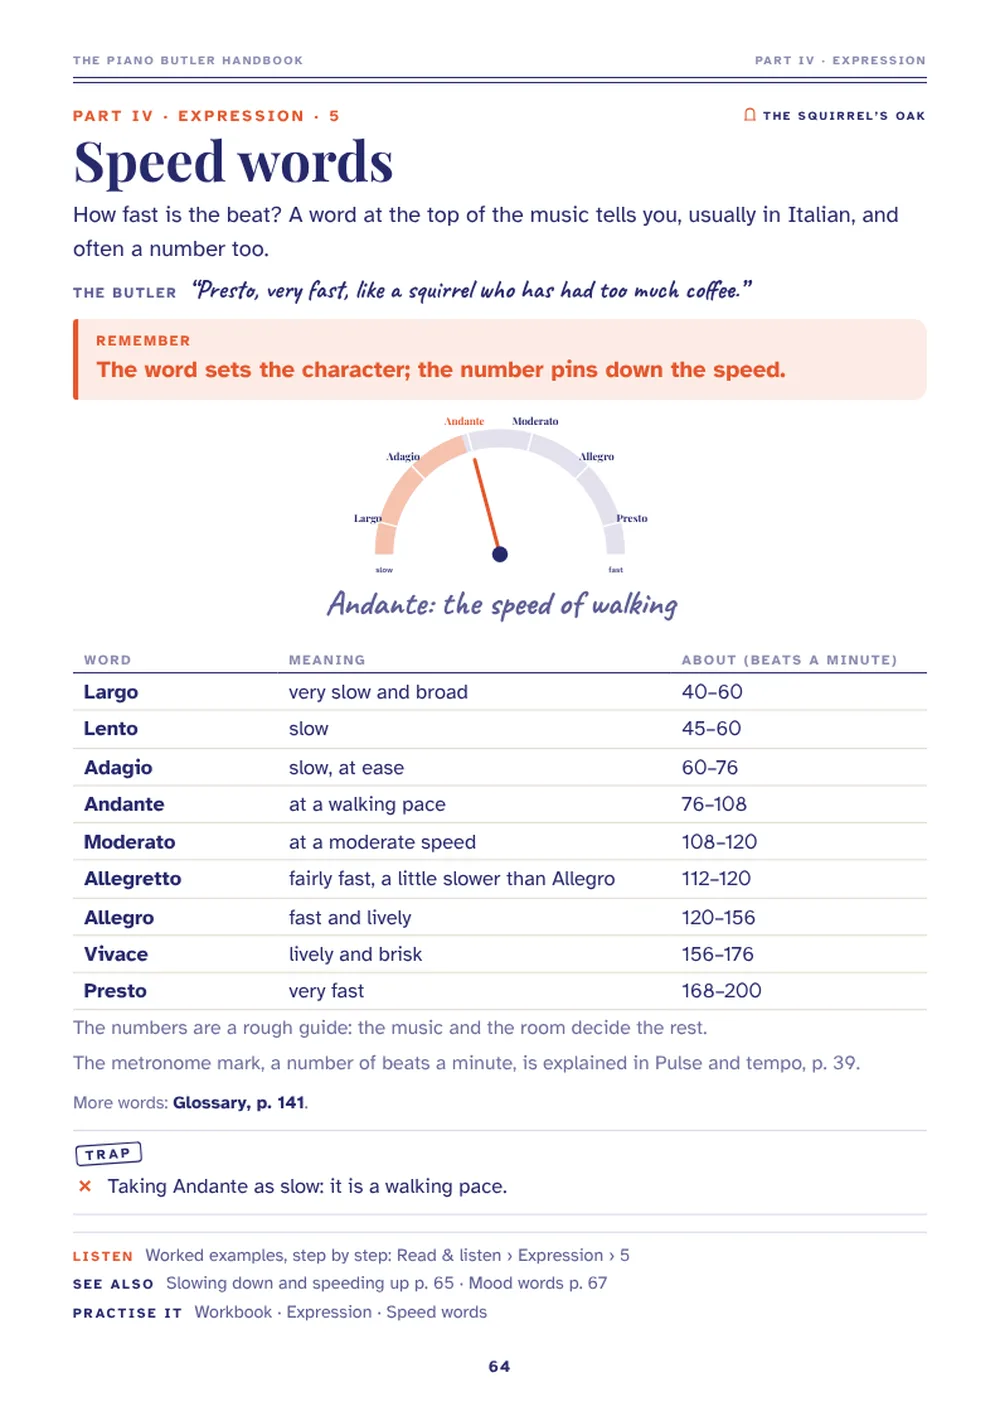 THE PIANO BUTLER HANDBOOK
PART IV · EXPRESSION
PART IV · EXPRESSION · 5
THE SQUIRREL'S OAK
Speed words
How fast is the beat? A word at the top of the music tells you, usually in Italian, and
often a number too.
THE BUTLER “Presto, very fast, like a squirrel who has had too much coffee.”
REMEMBER
The word sets the character; the number pins down the speed.
Andante Moderato
Adagio Allegro
Largo Presto
slow fast
Andante: the speed of walking
WORD MEANING ABOUT (BEATS A MINUTE)
Largo very slow and broad 40–60
Lento slow 45–60
Adagio slow, at ease 60–76
Andante at a walking pace 76–108
Moderato at a moderate speed 108–120
Allegretto fairly fast, a little slower than Allegro 112–120
Allegro fast and lively 120–156
Vivace lively and brisk 156–176
Presto very fast 168–200
The numbers are a rough guide: the music and the room decide the rest.
The metronome mark, a number of beats a minute, is explained in Pulse and tempo, p. 39.
More words: Glossary, p. 141.
TRAP
× Taking Andante as slow: it is a walking pace.
LISTEN Worked examples, step by step: Read & listen › Expression › 5
SEE ALSO Slowing down and speeding up p. 65 · Mood words p. 67
PRACTISE IT Workbook · Expression · Speed words
64